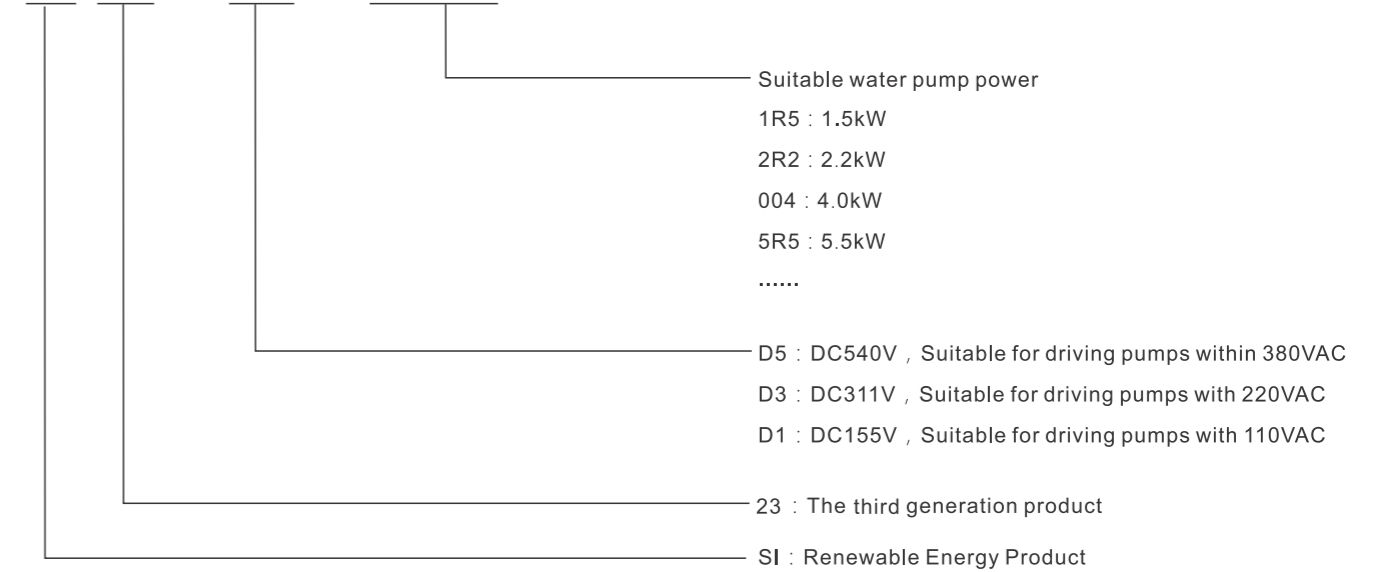 Suitable water pump power
1R5 : 1.5kW
2R2 : 2.2kW
004 : 4.0kW
5R5 : 5.5kW
......
D5 : DC540V , Suitable for driving pumps within 380VAC
D3 : DC311V , Suitable for driving pumps with 220VAC
D1 : DC155V , Suitable for driving pumps with 110VAC
23 : The third generation product
SI : Renewable Energy Product